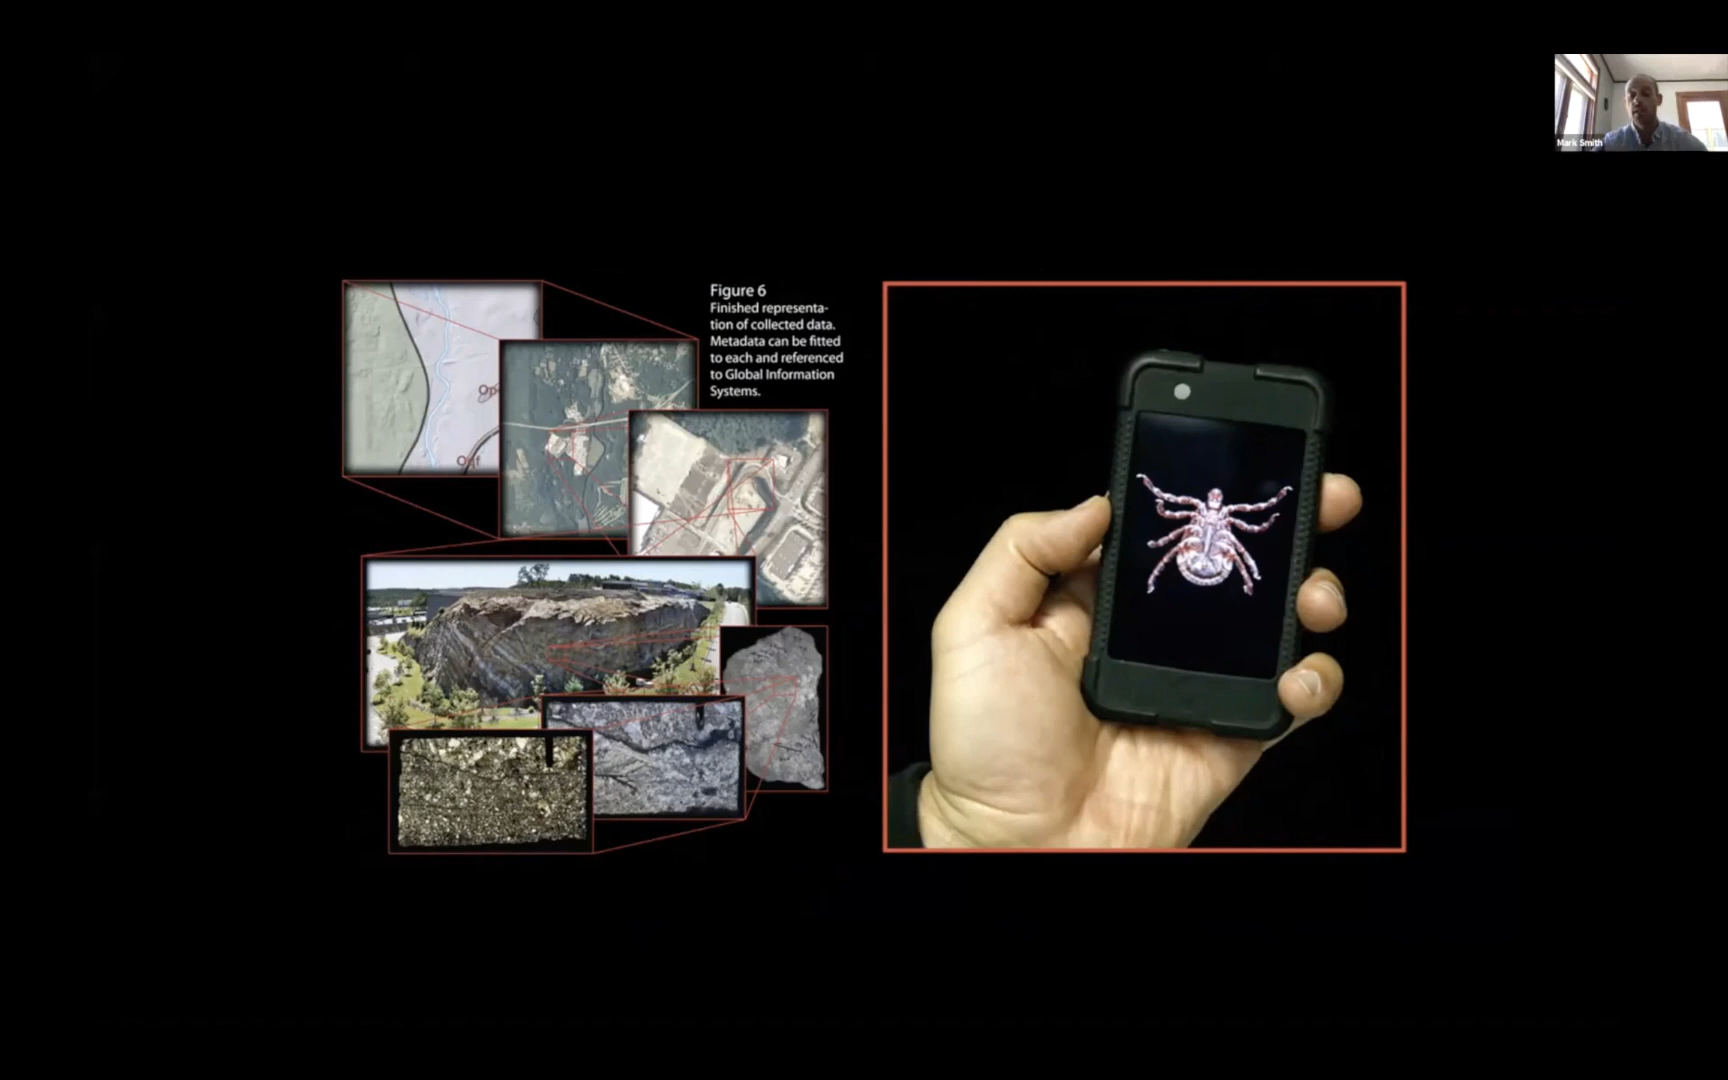 Mark Smith
Figure 6
Finished representa-
tion of collected data.
Metadata can be fitted
to each and referenced
to Global Information
Systems.